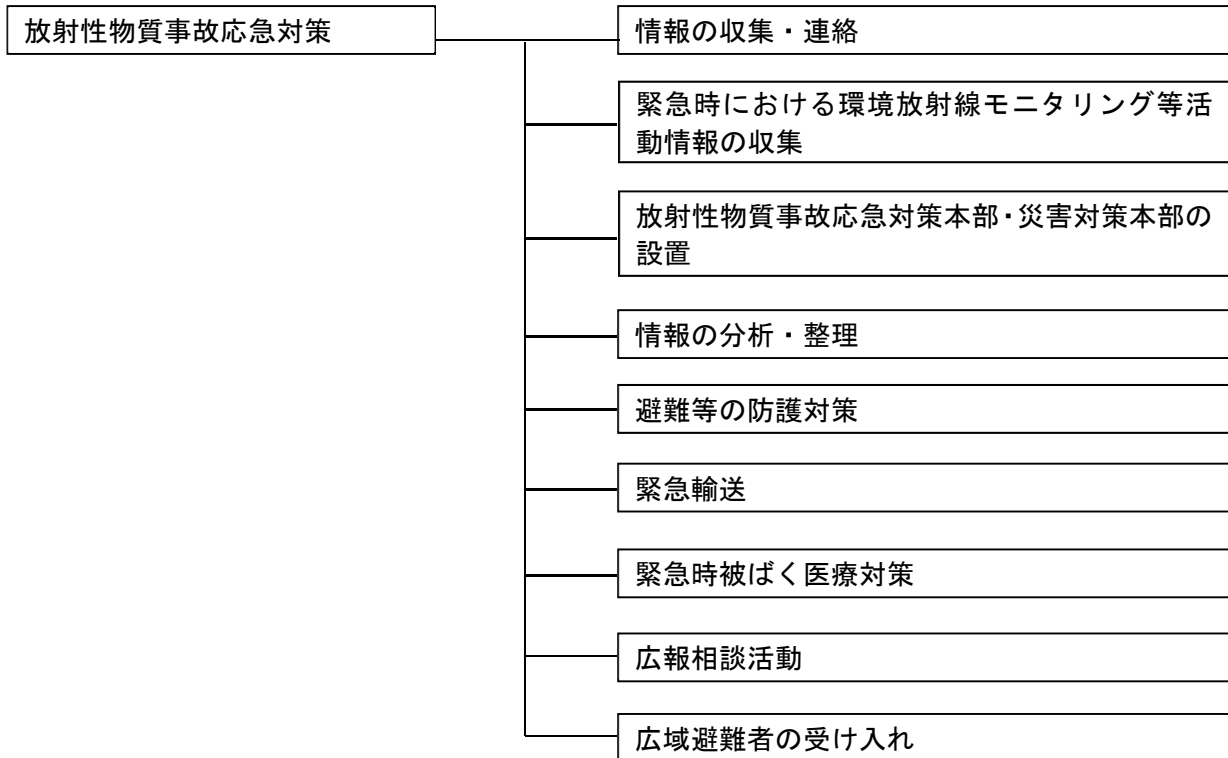 放射性物質事故応急対策
情報の収集・連絡
緊急時における環境放射線モニタリング等活
動情報の収集
放射性物質事故応急対策本部・災害対策本部の
設置
情報の分析・整理
避難等の防護対策
緊急輸送
緊急時被ばく医療対策
広報相談活動
広域避難者の受け入れ